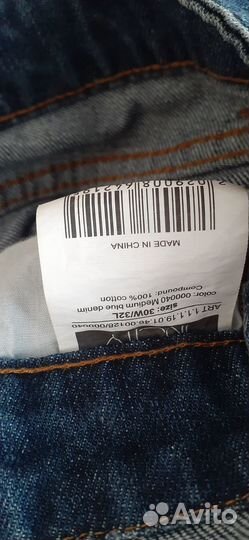 ART 1.1.1.19.01.46.00128/000040
size: 30W/32L
color: 000040 Medium blue denim
Compound: 100% cotton
MADE IN CHINA
Avito